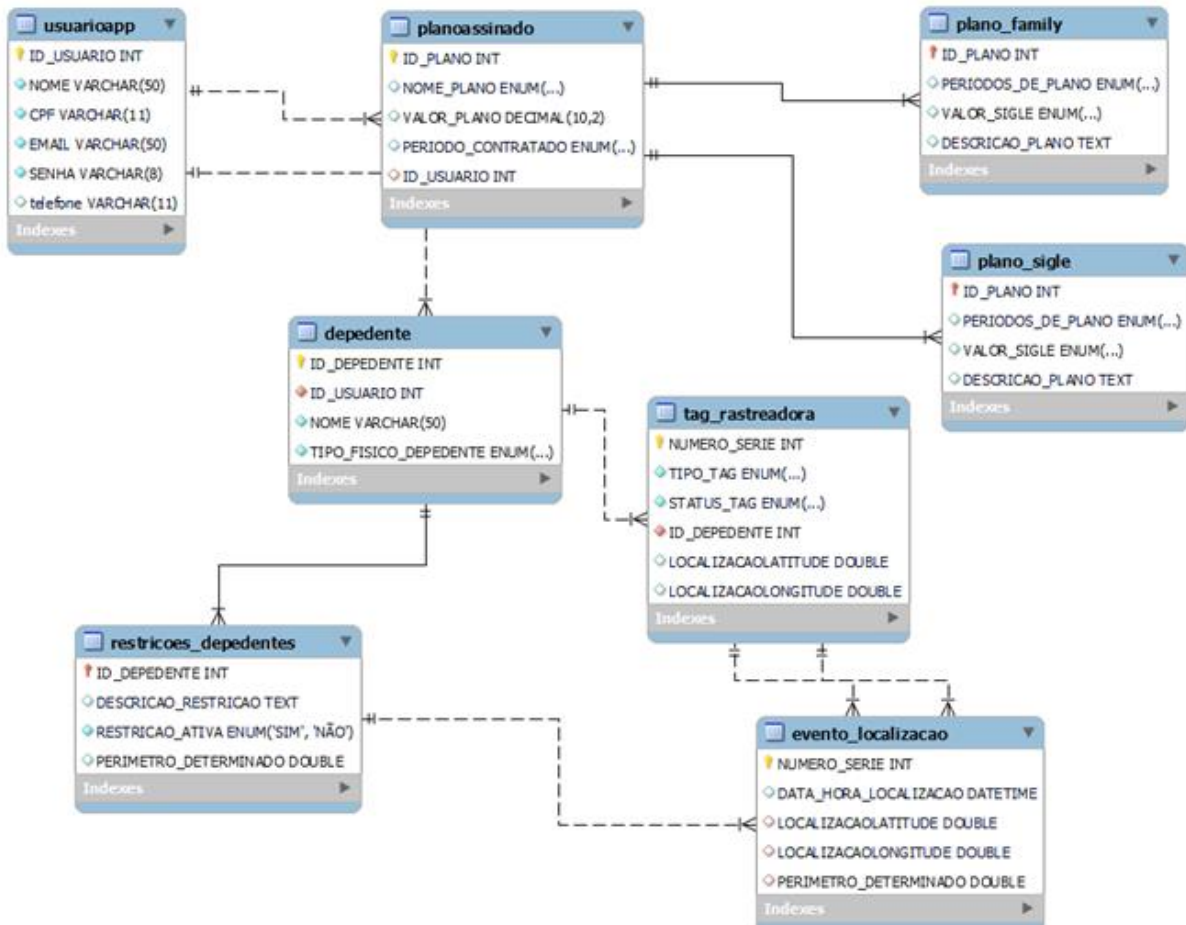 usuarioapp
ID_USUARIO INT
NOME VARCHAR(50)
CPF VARCHAR(11)
EMAIL VARCHAR(50)
SENHA VARCHAR(8)
telefone VARCHAR(11)
Indexes
planoassinado
ID_PLANO INT
NOME_PLANO ENUM(...)
VALOR_PLANO DECIMAL(10,2)
PERIODO_CONTRATADO ENUM(...)
ID_USUARIO INT
Indexes
plano_family
ID_PLANO INT
PERIODOS_DE_PLANO ENUM(...)
VALOR_SIGLE ENUM(...)
DESCRICAO_PLANO TEXT
Indexes
plano_sigle
ID_PLANO INT
PERIODOS_DE_PLANO ENUM(...)
VALOR_SIGLE ENUM(...)
DESCRICAO_PLANO TEXT
Indexes
depedente
ID_DEPEDENTE INT
ID_USUARIO INT
NOME VARCHAR(50)
TIPO_FISICO_DEPEDENTE ENUM(...)
Indexes
tag_rastreadora
NUMERO_SERIE INT
TIPO_TAG ENUM(...)
STATUS_TAG ENUM(...)
ID_DEPEDENTE INT
LOCALIZACAOLATITUDE DOUBLE
LOCALIZACAOLONGITUDE DOUBLE
Indexes
restricoes_depedentes
ID_DEPEDENTE INT
DESCRICAO_RESTRICAO TEXT
RESTRICAO_ATIVA ENUM('SIM', 'NÃO')
PERIMETRO_DETERMINADO DOUBLE
Indexes
evento_localizacao
NUMERO_SERIE INT
DATA_HORA_LOCALIZACAO DATETIME
LOCALIZACAOLATITUDE DOUBLE
LOCALIZACAOLONGITUDE DOUBLE
PERIMETRO_DETERMINADO DOUBLE
Indexes